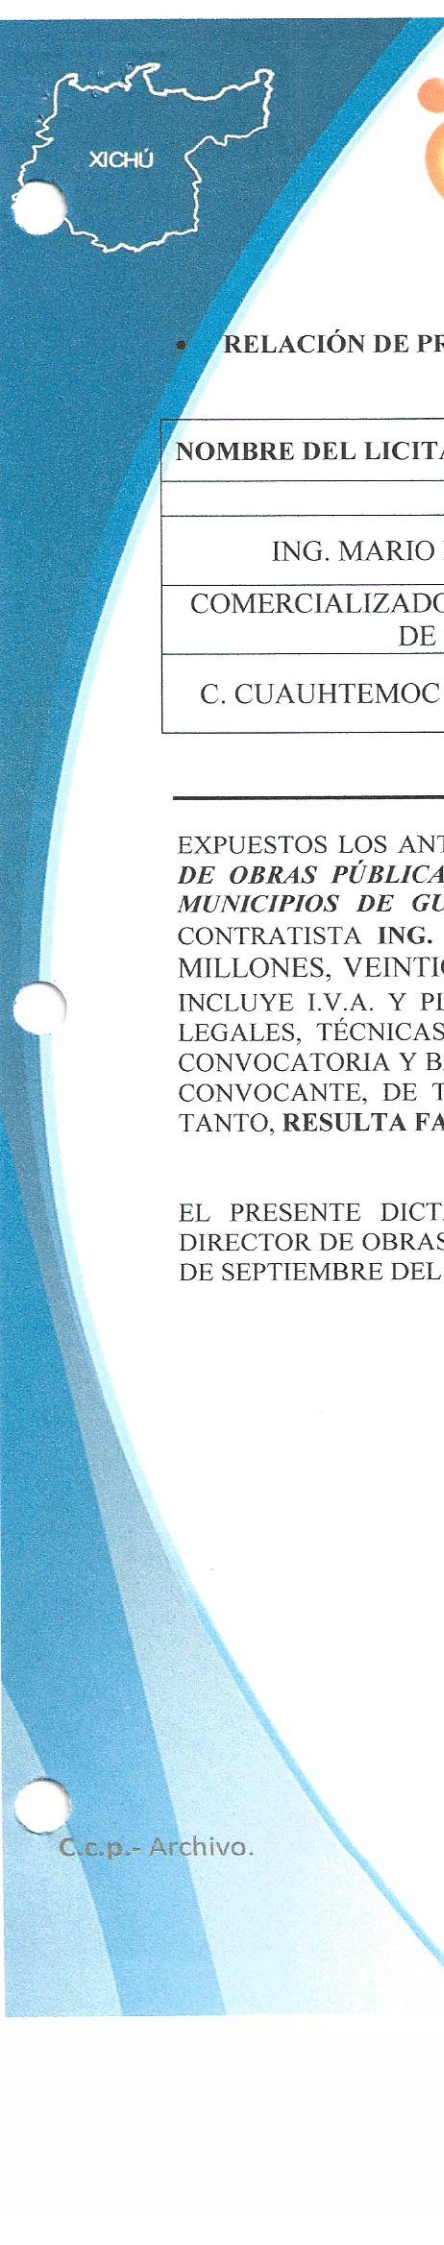 XICHÚ
• RELACIÓN DE PR
NOMBRE DEL LICITA
ING. MARIO
COMERCIALIZADO
DE
C. CUAUHTEMOC
EXPUESTOS LOS ANT
DE OBRAS PÚBLICA
MUNICIPIOS DE GU
CONTRATISTA ING.
MILLONES, VEINTI
INCLUYE I.V.A. Y PL
LEGALES, TÉCNICAS
CONVOCATORIA Y B
CONVOCANTE, DE T
TANTO, RESULTA FA
EL PRESENTE DICT
DIRECTOR DE OBRAS
DE SEPTIEMBRE DEL
C.c.p.- Archivo.